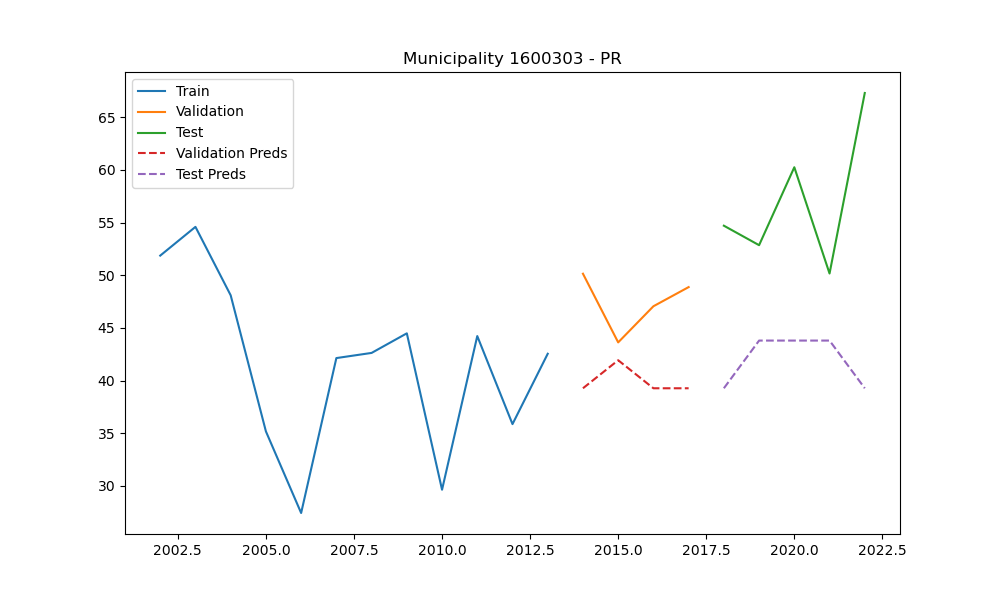 Municipality 1600303 - PR
Train
Validation
Test
Validation Preds
Test Preds
65
60
55
50
45
40
35
30
2002.5 2005.0 2007.5 2010.0 2012.5 2015.0 2017.5 2020.0 2022.5